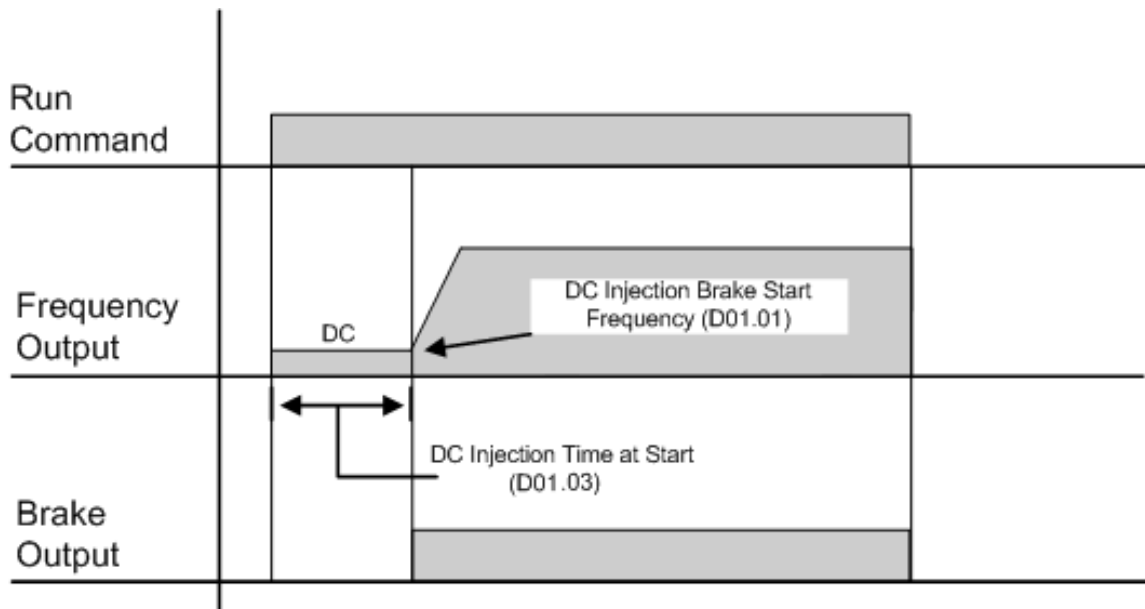 Run
Command
DC Injection Brake Start
Frequency (D01.01)
Frequency
Output
DC
DC Injection Time at Start
(D01.03)
Brake
Output